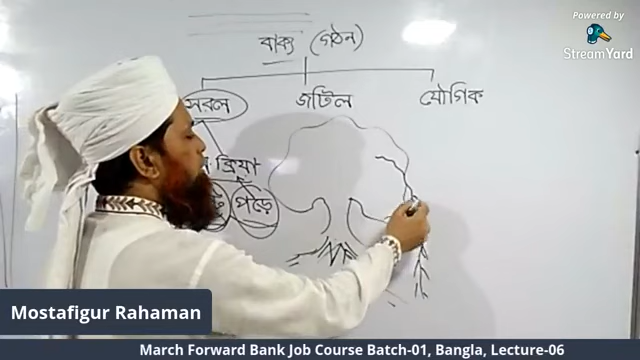 Powered by
StreamYard
বাক্য (গঠন)
সরল জটিল যৌগিক
ক্রিয়া
পড়ে
Mostafigur Rahaman
March Forward Bank Job Course Batch-01, Bangla, Lecture-06